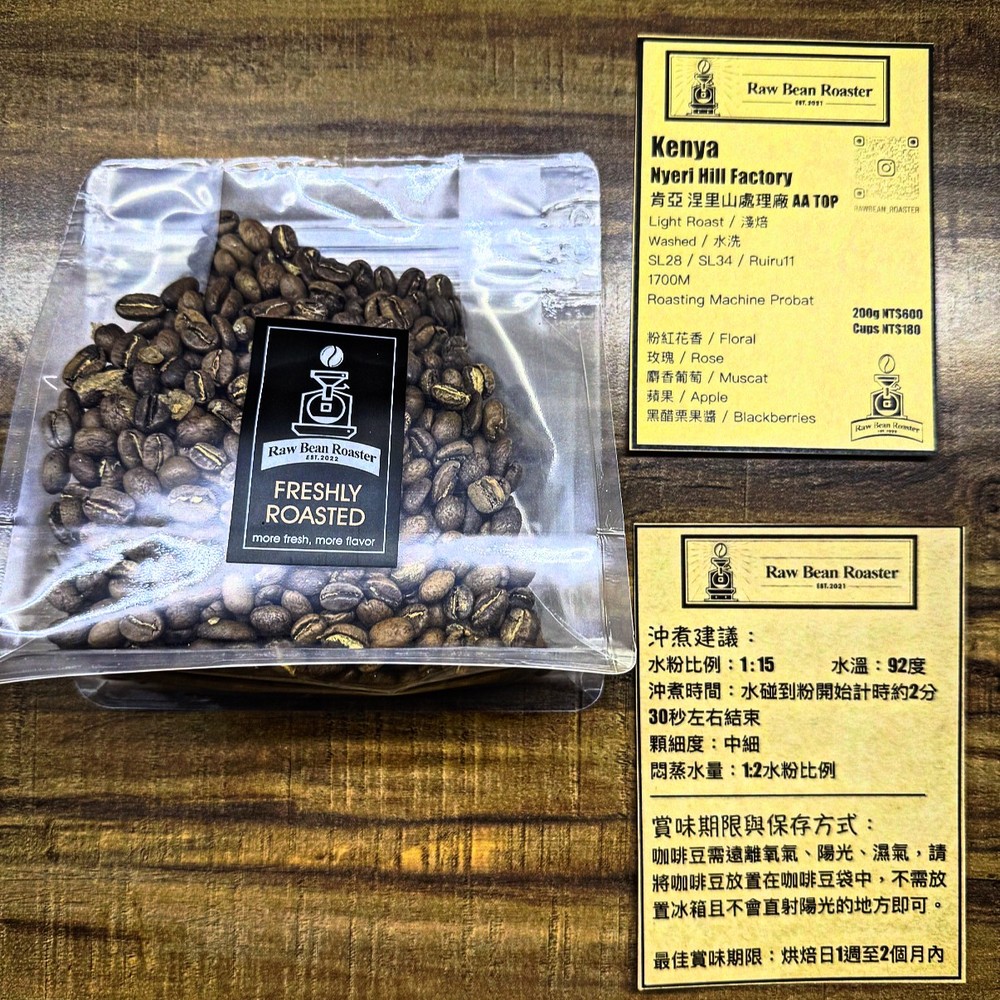 Raw Bean Roaster
EST.2022
FRESHLY
ROASTED
more fresh, more flavor
Raw Bean Roaster
EST.2021
Kenya
Nyeri Hill Factory
肯亞 涅里山處理廠 AA TOP
RAWBEAN_ROASTER
Light Roast / 淺焙
Washed / 水洗
SL28 / SL34 / Ruiru11
1700M
Roasting Machine Probat
200g NT$600
Cups NT$180
粉紅花香 / Floral
玫瑰 / Rose
麝香葡萄 / Muscat
蘋果 / Apple
黑醋栗果醬 / Blackberries
Raw Bean Roaster
Raw Bean Roaster
EST.2021
沖煮建議：
水粉比例：1:15 水溫：92度
沖煮時間：水碰到粉開始計時約2分
30秒左右結束
顆細度：中細
悶蒸水量：1:2水粉比例
賞味期限與保存方式：
咖啡豆需遠離氧氣、陽光、濕氣，請
將咖啡豆放置在咖啡豆袋中，不需放
置冰箱且不會直射陽光的地方即可。
最佳賞味期限：烘焙日1週至2個月內